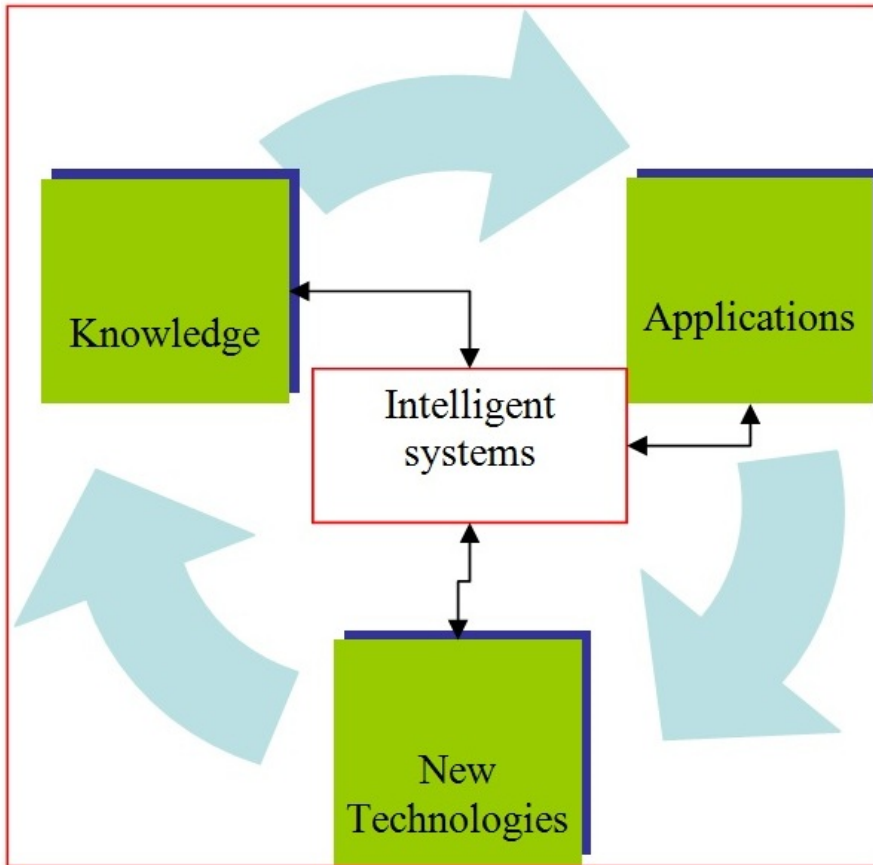 Knowledge
Applications
Intelligent
systems
New
Technologies